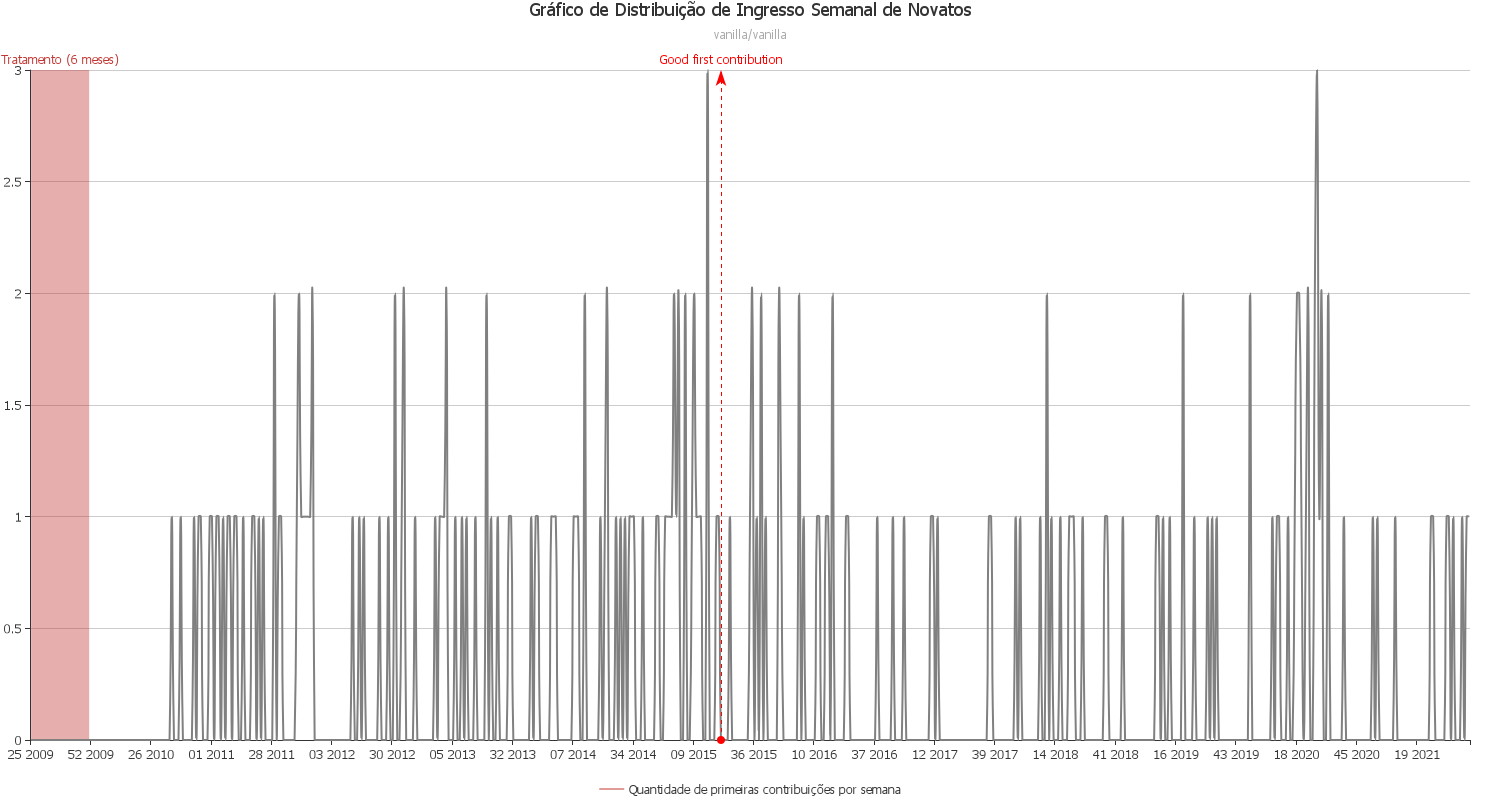 Gráfico de Distribuição de Ingresso Semanal de Novatos
vanilla/vanilla
Tratamento (6 meses)
Good first contribution
3
2.5
2
1.5
1
0.5
0
25 2009 52 2009 26 2010 01 2011 28 2011 03 2012 30 2012 05 2013 32 2013 07 2014 34 2014 09 2015 36 2015 10 2016 37 2016 12 2017 39 2017 14 2018 41 2018 16 2019 43 2019 18 2020 45 2020 19 2021
Quantidade de primeiras contribuições por semana